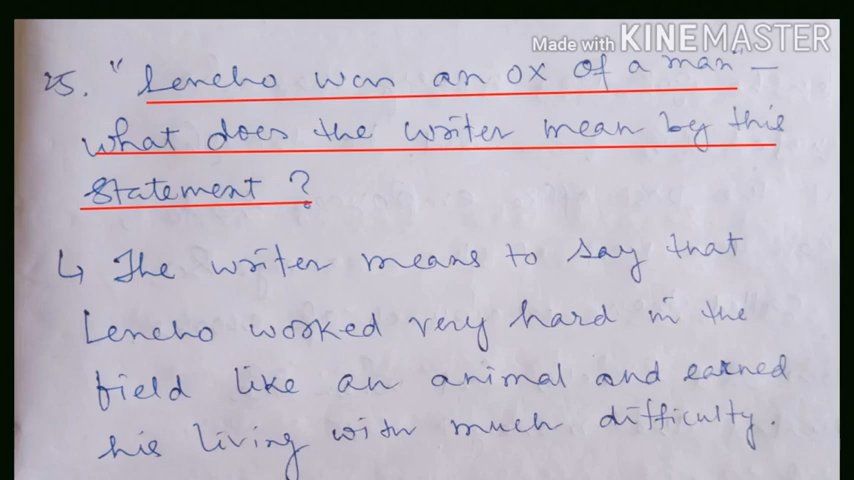 Made with KINEMASTER
25. "Lencho was an ox of a man" –
what does the writer mean by this
statement ?
↳ The writer means to say that
Lencho worked very hard in the
field like an animal and earned
his living with much difficulty.